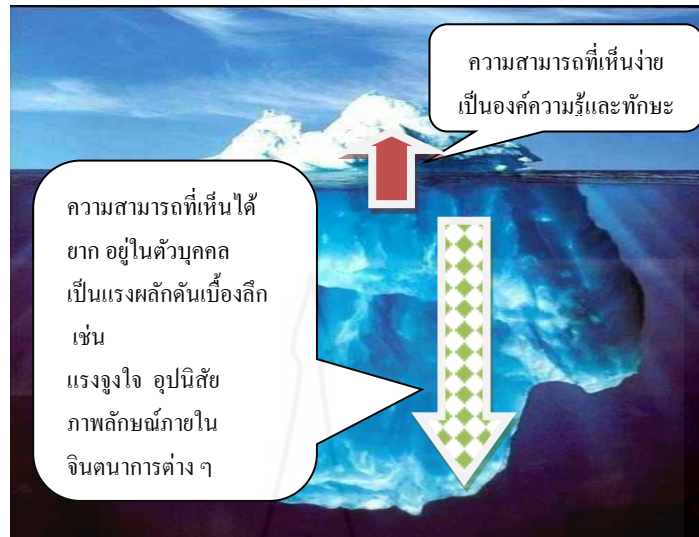 ความสามารถที่เห็นง่าย
เป็นองค์ความรู้และทักษะ
ความสามารถที่เห็นได้
ยาก อยู่ในตัวบุคคล
เป็นแรงผลักดันเบื้องลึก
เช่น
แรงจูงใจ อุปนิสัย
ภาพลักษณ์ภายใน
จินตนาการต่าง ๆ